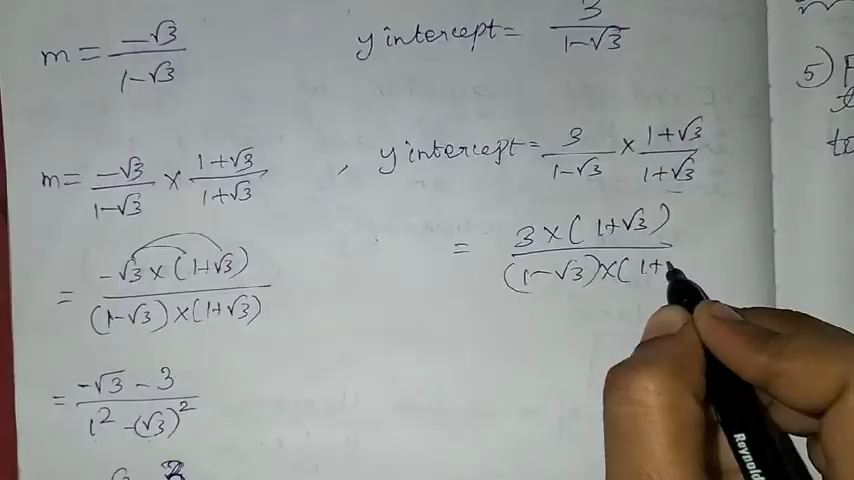 m = -√3 / 1-√3
y intercept = 3 / 1-√3
m = -√3 / 1-√3 × 1+√3 / 1+√3 , y intercept = 3 / 1-√3 × 1+√3 / 1+√3
= -√3 × (1+√3) / (1-√3) × (1+√3)
= 3 × (1+√3) / (1-√3) × (1+
= -√3 - 3 / 1² - (√3)²
5)
Reynold